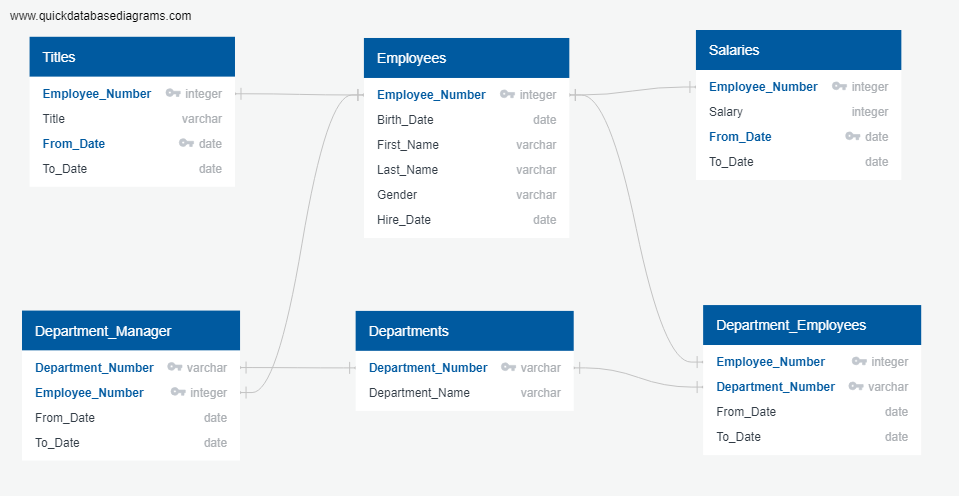 www.quickdatabasediagrams.com
Titles
Employee_Number integer
Title varchar
From_Date date
To_Date date
Employees
Employee_Number integer
Birth_Date date
First_Name varchar
Last_Name varchar
Gender varchar
Hire_Date date
Salaries
Employee_Number integer
Salary integer
From_Date date
To_Date date
Department_Manager
Department_Number varchar
Employee_Number integer
From_Date date
To_Date date
Departments
Department_Number varchar
Department_Name varchar
Department_Employees
Employee_Number integer
Department_Number varchar
From_Date date
To_Date date